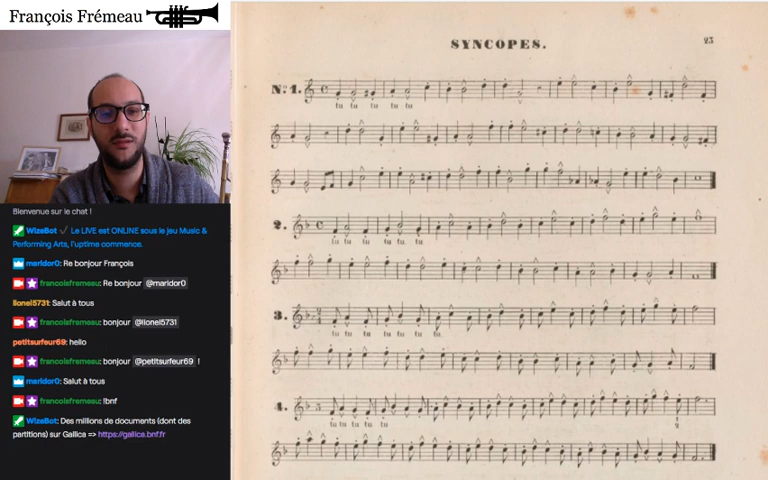 François Frémeau
Bienvenue sur le chat !
WizeBot: ✓ Le LIVE est ONLINE sous le jeu Music &
Performing Arts, l'uptime commence.
maridor0: Re bonjour François
francoisfremeau: Re bonjour @maridor0
lionel5731: Salut à tous
francoisfremeau: bonjour @lionel5731
petitsurfeur69: hello
francoisfremeau: bonjour @petitsurfeur69 !
maridor0: Salut à tous
francoisfremeau: !bnf
WizeBot: Des millions de documents (dont des
partitions) sur Gallica => https://gallica.bnf.fr
SYNCOPES.
N.º 1.
tu tu tu tu tu
2.
tu tu tu tu tu
3.
tu tu tu tu tu tu
4.
tu tu tu tu